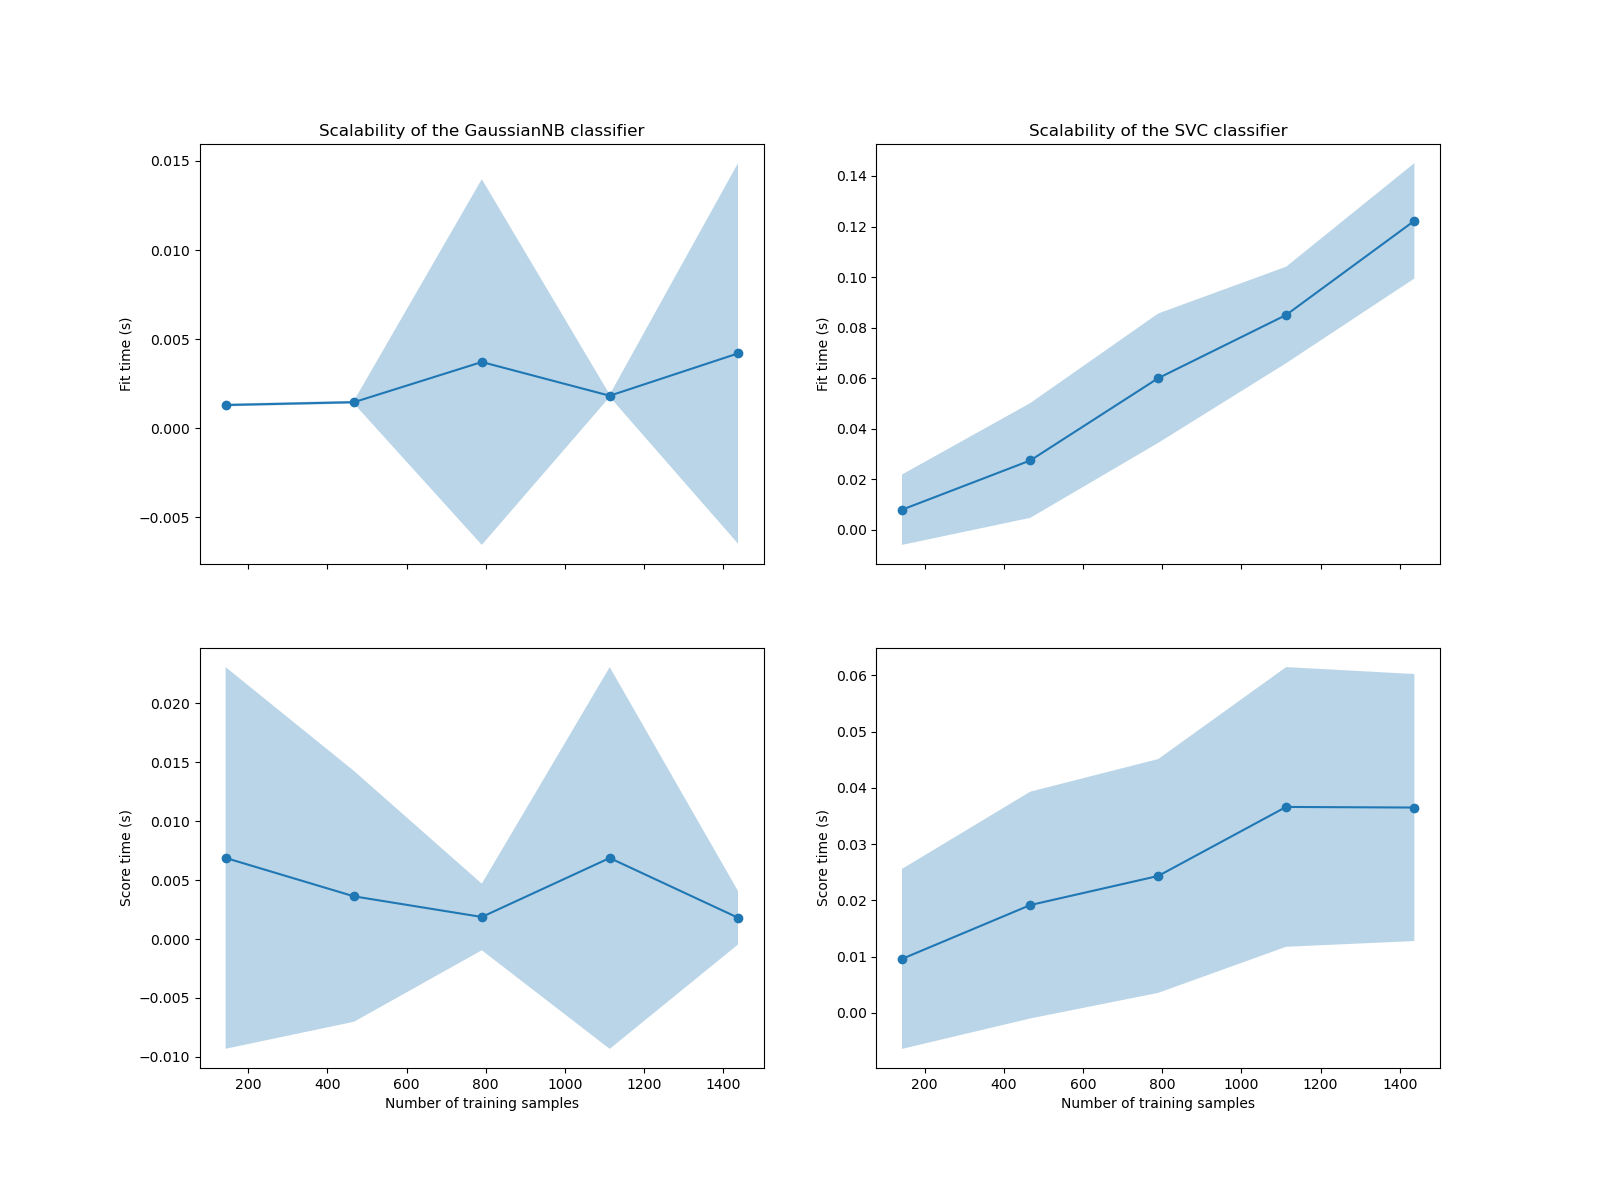 Scalability of the GaussianNB classifier
0.015
0.010
0.005
0.000
−0.005
Fit time (s)
Scalability of the SVC classifier
0.14
0.12
0.10
0.08
0.06
0.04
0.02
0.00
Fit time (s)
0.020
0.015
0.010
0.005
0.000
−0.005
−0.010
Score time (s)
200 400 600 800 1000 1200 1400
Number of training samples
0.06
0.05
0.04
0.03
0.02
0.01
0.00
Score time (s)
200 400 600 800 1000 1200 1400
Number of training samples